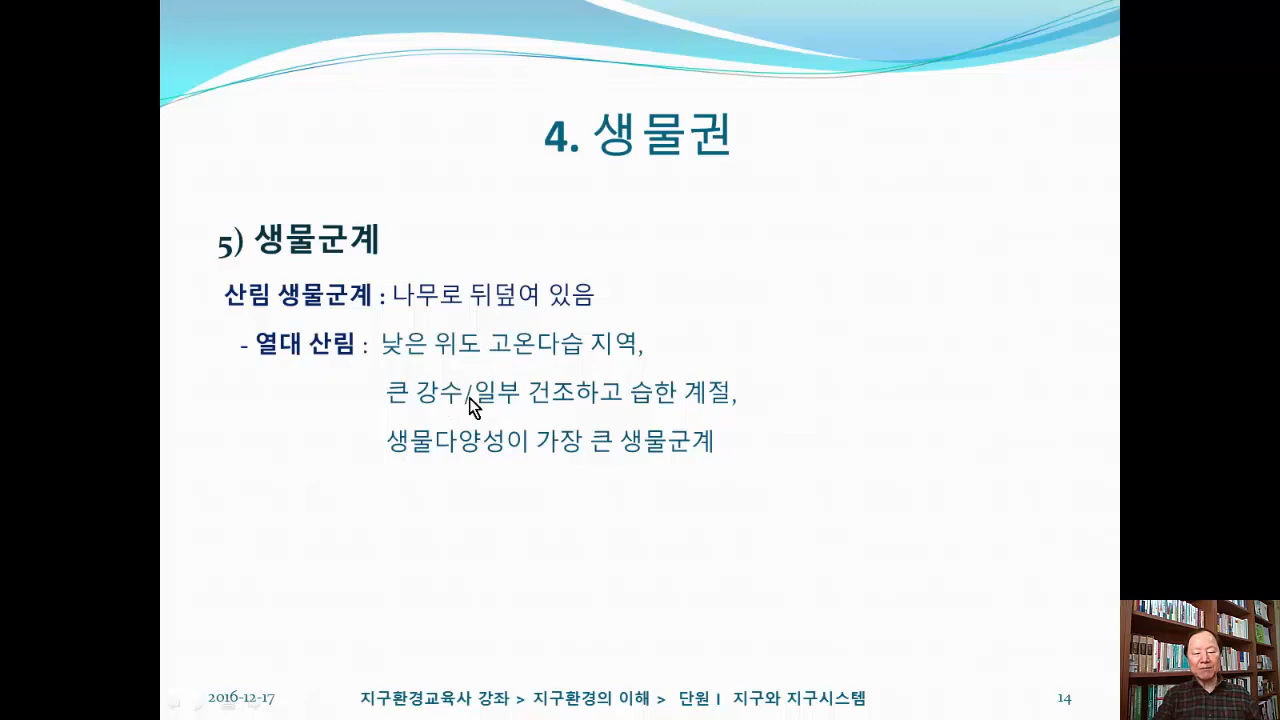 4. 생물권
5) 생물군계
산림 생물군계 : 나무로 뒤덮여 있음
- 열대 산림 : 낮은 위도 고온다습 지역,
큰 강수/일부 건조하고 습한 계절,
생물다양성이 가장 큰 생물군계
2016-12-17
지구환경교육사 강좌 > 지구환경의 이해 > 단원 I 지구와 지구시스템
14